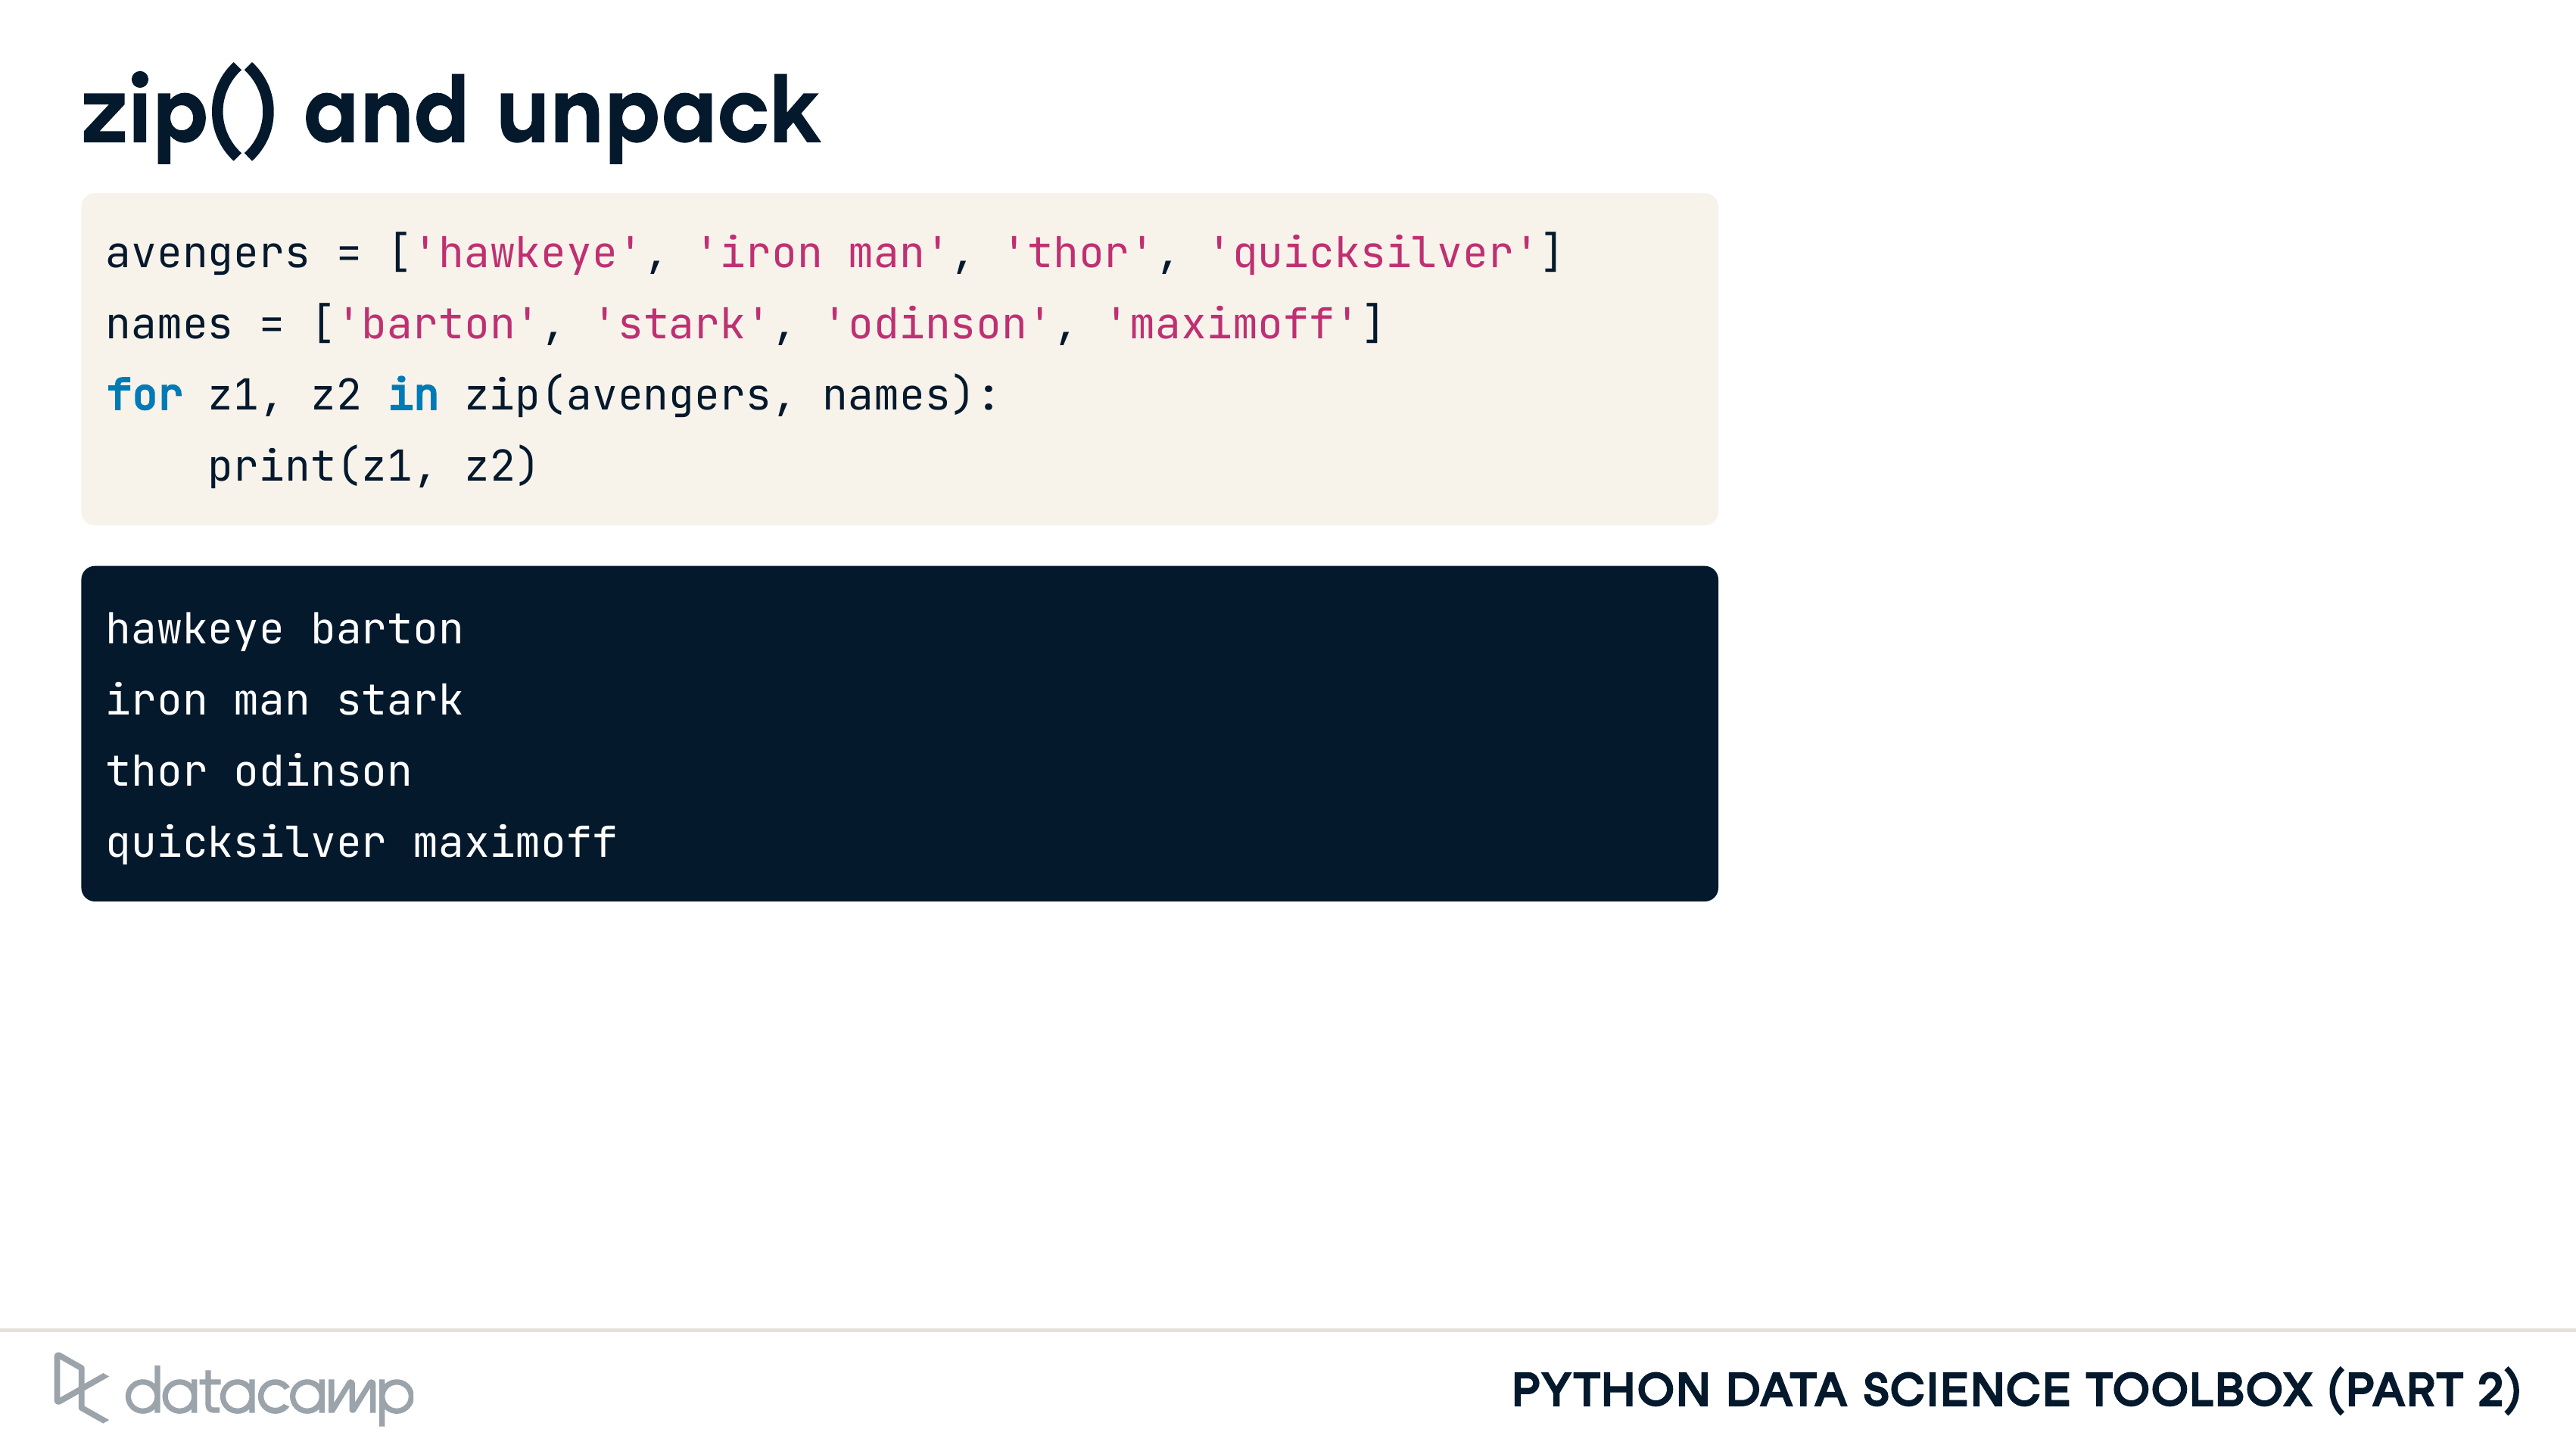 zip() and unpack
avengers = ['hawkeye', 'iron man', 'thor', 'quicksilver']
names = ['barton', 'stark', 'odinson', 'maximoff']
for z1, z2 in zip(avengers, names):
    print(z1, z2)
hawkeye barton
iron man stark
thor odinson
quicksilver maximoff
datacamp
PYTHON DATA SCIENCE TOOLBOX (PART 2)